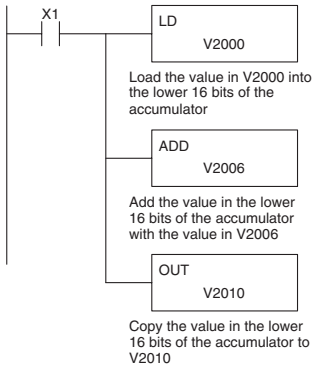 X1
LD
V2000
Load the value in V2000 into
the lower 16 bits of the
accumulator
ADD
V2006
Add the value in the lower
16 bits of the accumulator
with the value in V2006
OUT
V2010
Copy the value in the lower
16 bits of the accumulator to
V2010